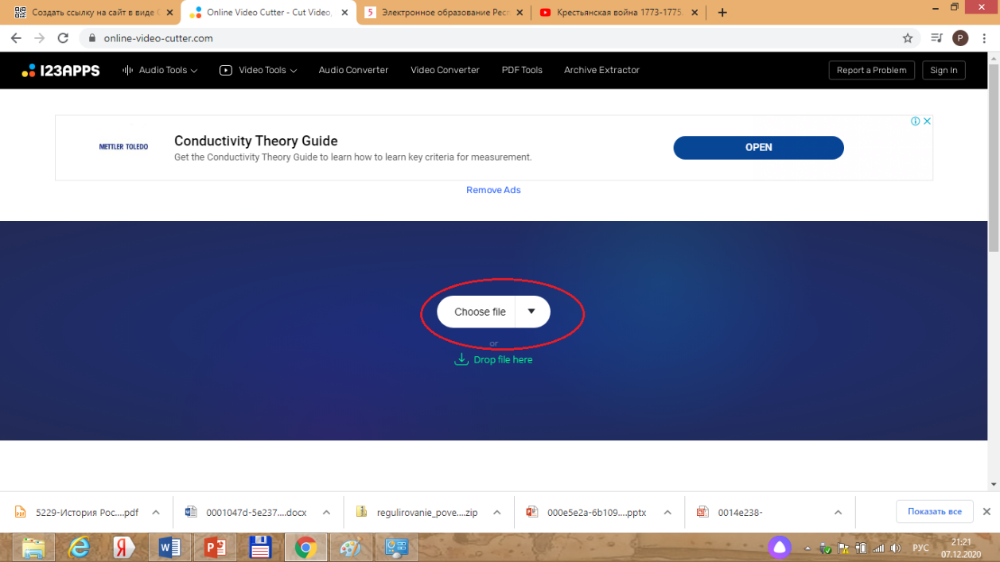 Создать ссылку на сайт в виде
Online Video Cutter - Cut Video,
Электронное образование Рес
Крестьянская война 1773-1775.
online-video-cutter.com
P
123APPS
Audio Tools
Video Tools
Audio Converter
Video Converter
PDF Tools
Archive Extractor
Report a Problem
Sign In
METTLER TOLEDO
Conductivity Theory Guide
Get the Conductivity Theory Guide to learn how to learn key criteria for measurement.
OPEN
Remove Ads
Choose file
or
Drop file here
5229-История Рос....pdf
0001047d-5e237....docx
regulirovanie_pove....zip
000e5e2a-6b109....pptx
0014e238-
Показать все
РУС
21:21
07.12.2020